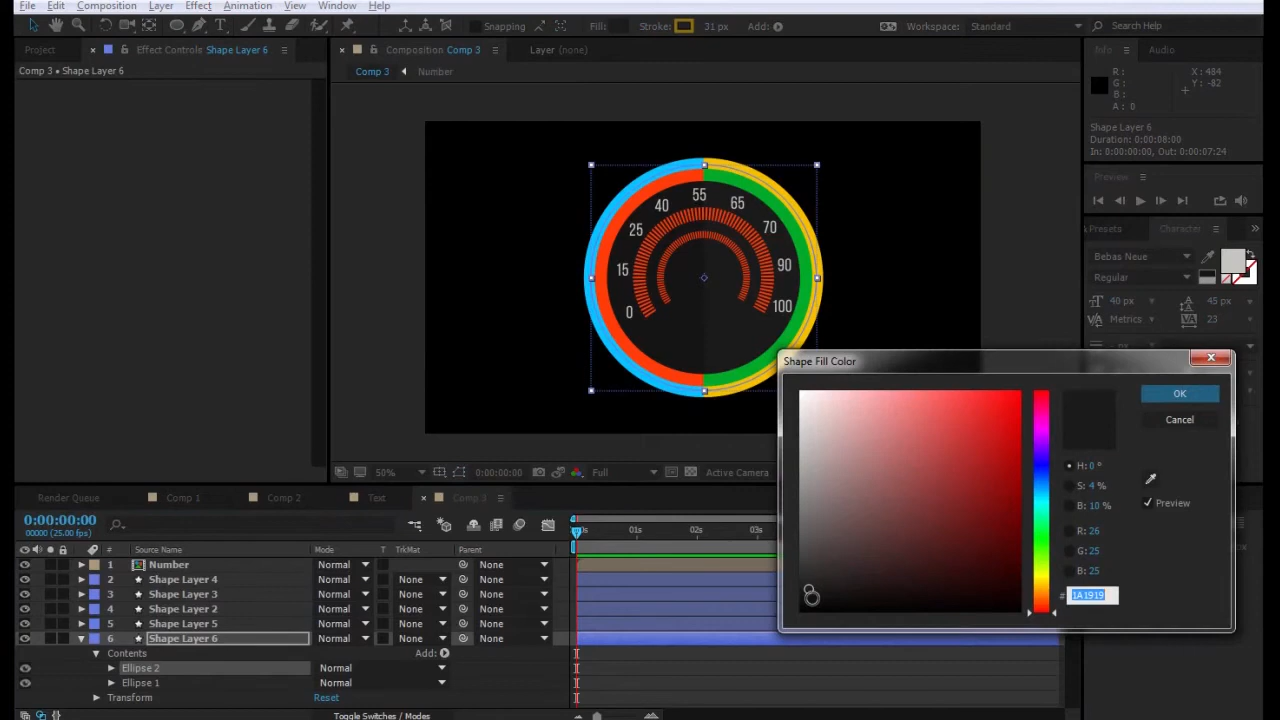 File Edit Composition Layer Effect Animation View Window Help
Snapping Fill: Stroke: 31 px Add: Workspace: Standard Search Help
Project Effect Controls Shape Layer 6 Composition Comp 3 Layer (none) Info Audio
Comp 3 • Shape Layer 6 Comp 3 Number
R : X : 484
G : Y : -82
B :
A : 0
Shape Layer 6
Duration: 0:00:08:00
In: 0:00:00:00, Out: 0:00:07:24
Preview
Presets Character
Bebas Neue
Regular
40 px 45 px
Metrics 23
- px
0
15
25
40
55
65
70
90
100
Shape Fill Color
OK
Cancel
H: 0 °
S: 4 %
B: 10 %
Preview
R: 26
G: 25
B: 25
# 1A1919
50% 0:00:00:00 Full Active Camera
Render Queue Comp 1 Comp 2 Text Comp 3
0:00:00:00
00000 (25.00 fps)
01s 02s 03s
# Source Name Mode T TrkMat Parent
1 Number Normal None
2 Shape Layer 4 Normal None None
3 Shape Layer 3 Normal None None
4 Shape Layer 2 Normal None None
5 Shape Layer 5 Normal None None
6 Shape Layer 6 Normal None None
Contents Add:
Ellipse 2 Normal
Ellipse 1 Normal
Transform Reset
Toggle Switches / Modes